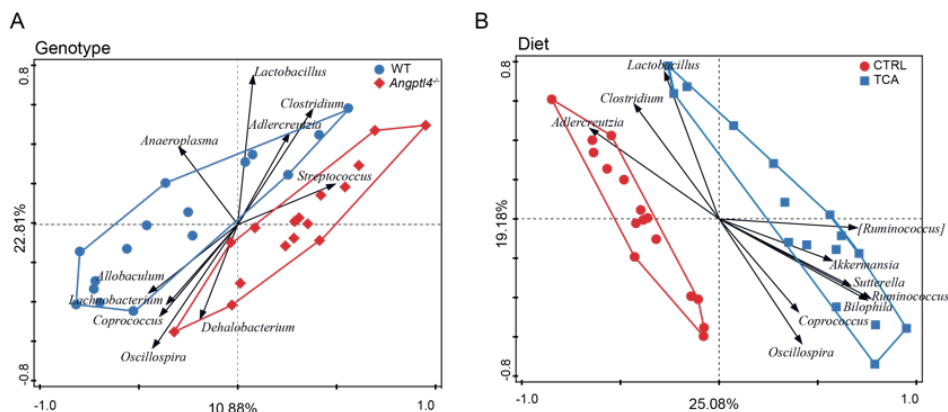 A
Genotype
WT
Angptl4-/-
Lactobacillus
Clostridium
Adlercreutzia
Anaeroplasma
Streptococcus
Allobaculum
Lachnobacterium
Coprococcus
Dehalobacterium
Oscillospira
0.8
22.81%
-0.8
-1.0
10.88%
1.0
B
Diet
CTRL
TCA
Lactobacillus
Clostridium
Adlercreutzia
[Ruminococcus]
Akkermansia
Sutterella
Ruminococcus
Bilophila
Coprococcus
Oscillospira
0.8
19.18%
-0.8
-1.0
25.08%
1.0